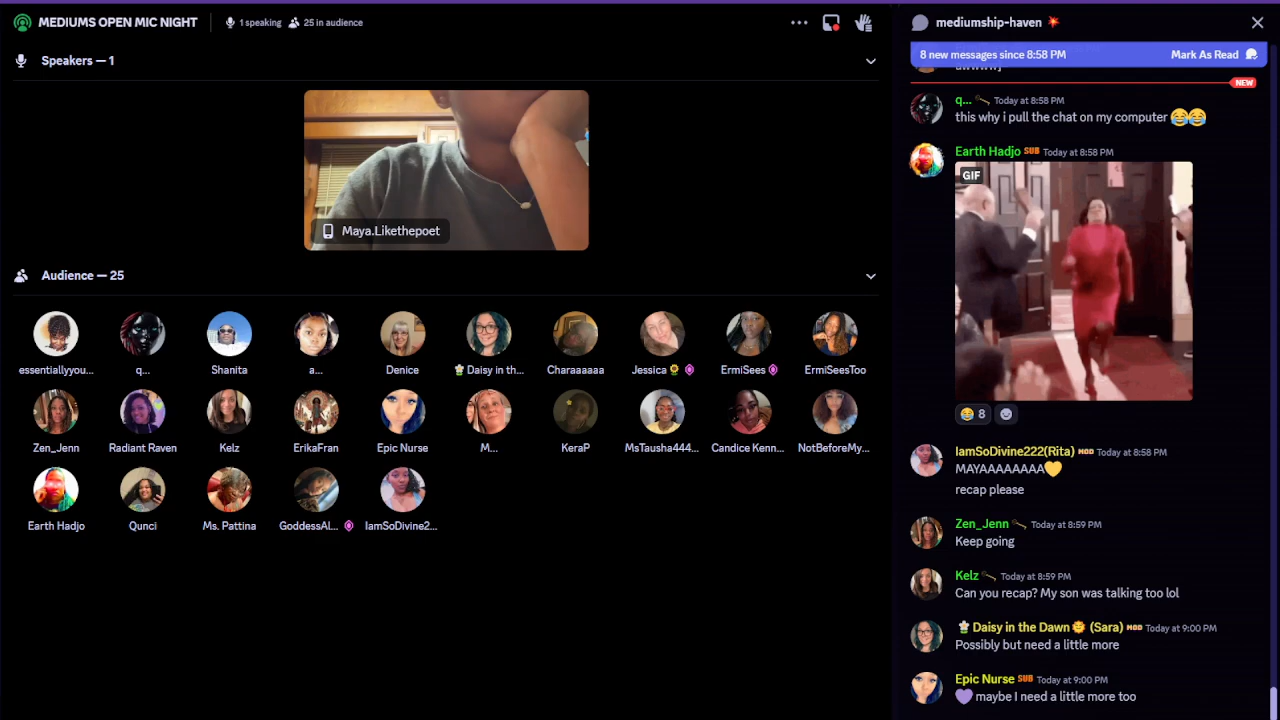 MEDIUMS OPEN MIC NIGHT
1 speaking
25 in audience
Speakers — 1
Maya.Likethepoet
Audience — 25
essentiallyyou...
q...
Shanita
a...
Denice
Daisy in th...
Charaaaaaa
Jessica
ErmiSees
ErmiSeesToo
Zen_Jenn
Radiant Raven
Kelz
ErikaFran
Epic Nurse
M...
KeraP
MsTausha444...
Candice Kenn...
NotBeforeMy...
Earth Hadjo
Qunci
Ms. Pattina
GoddessAl...
IamSoDivine2...
mediumship-haven
8 new messages since 8:58 PM
Mark As Read
NEW
q... Today at 8:58 PM
this why i pull the chat on my computer 😂😂
Earth Hadjo SUB Today at 8:58 PM
GIF
😂 8
IamSoDivine222(Rita) MOD Today at 8:58 PM
MAYAAAAAAAA💛
recap please
Zen_Jenn Today at 8:59 PM
Keep going
Kelz Today at 8:59 PM
Can you recap? My son was talking too lol
Daisy in the Dawn🌞 (Sara) MOD Today at 9:00 PM
Possibly but need a little more
Epic Nurse SUB Today at 9:00 PM
💜 maybe I need a little more too